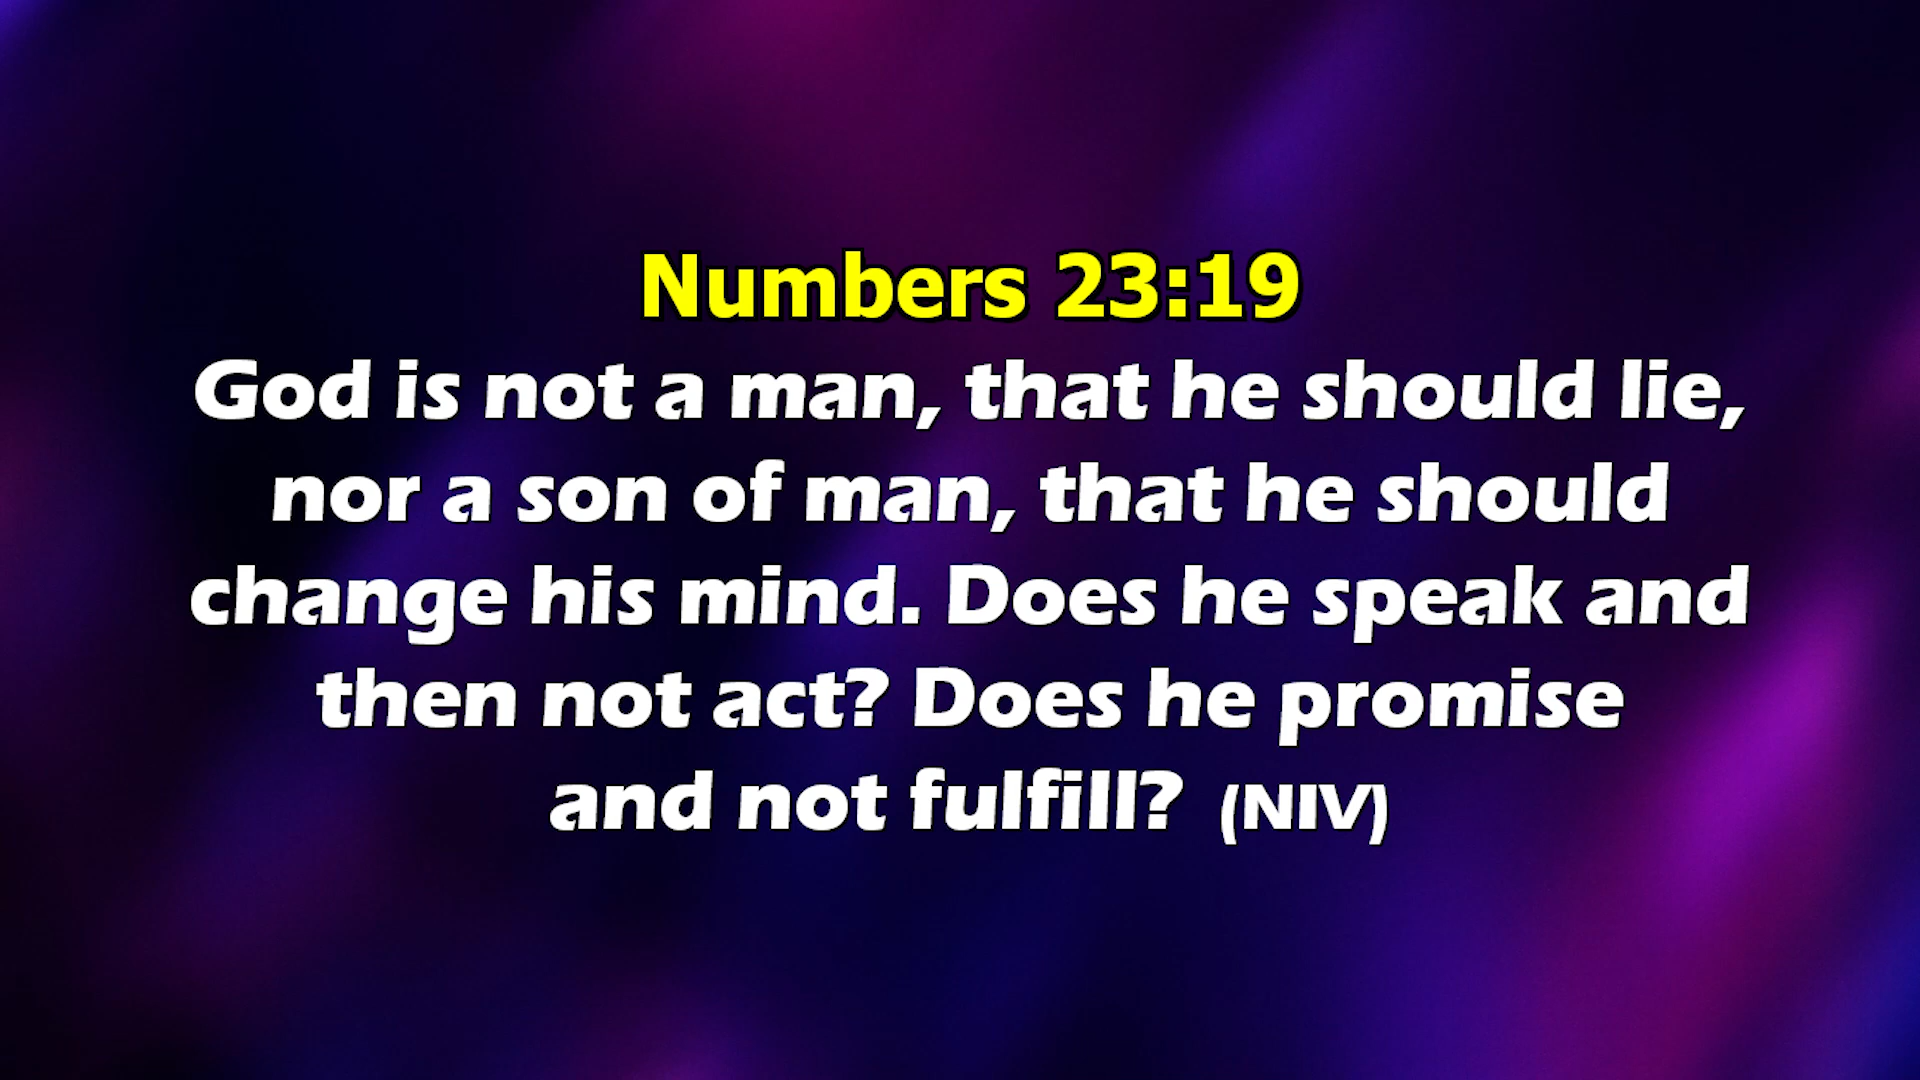 Numbers 23:19
God is not a man, that he should lie,
nor a son of man, that he should
change his mind. Does he speak and
then not act? Does he promise
and not fulfill? (NIV)